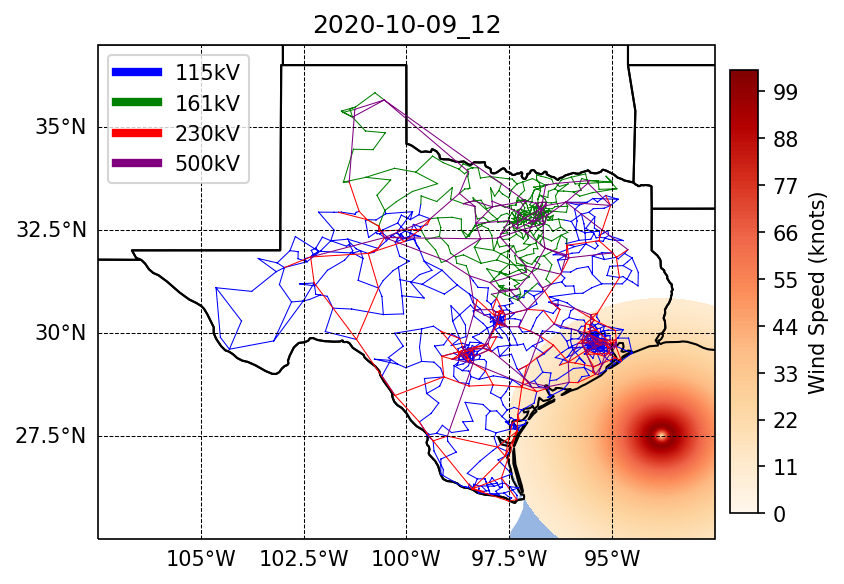 2020-10-09_12
115kV
161kV
230kV
500kV
35°N
32.5°N
30°N
27.5°N
105°W
102.5°W
100°W
97.5°W
95°W
99
88
77
66
55
44
33
22
11
0
Wind Speed (knots)